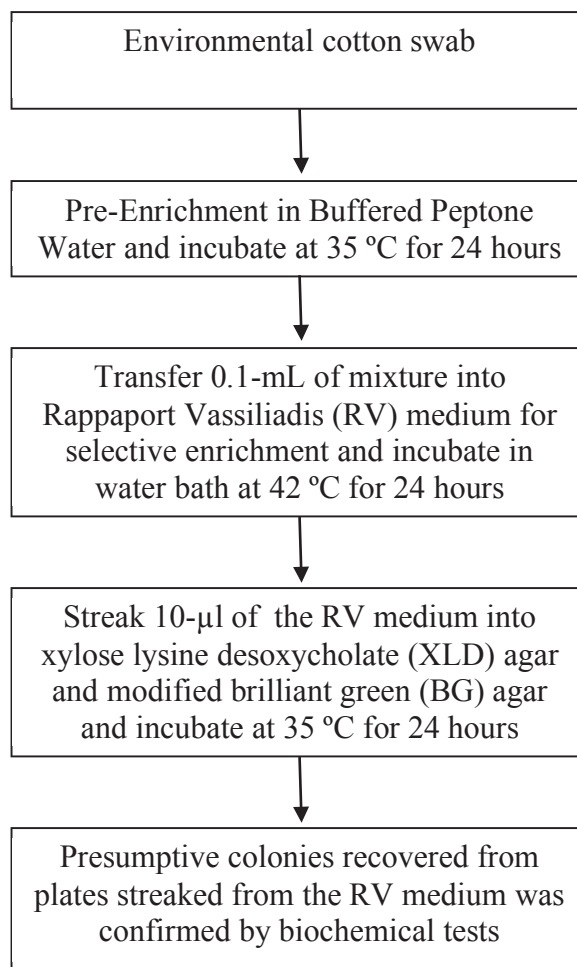 Environmental cotton swab
Pre-Enrichment in Buffered Peptone
Water and incubate at 35 ºC for 24 hours
Transfer 0.1-mL of mixture into
Rappaport Vassiliadis (RV) medium for
selective enrichment and incubate in
water bath at 42 ºC for 24 hours
Streak 10-µl of the RV medium into
xylose lysine desoxycholate (XLD) agar
and modified brilliant green (BG) agar
and incubate at 35 ºC for 24 hours
Presumptive colonies recovered from
plates streaked from the RV medium was
confirmed by biochemical tests